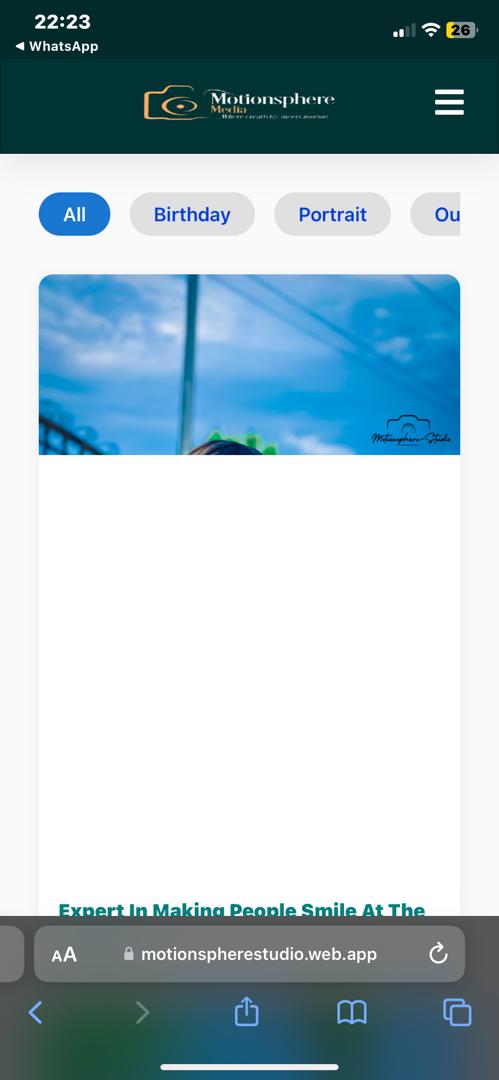 22:23
26
◀ WhatsApp
Motionsphere
Media
...Where creativity meets motion
All
Birthday
Portrait
Ou
Motionsphere-Studio
Expert In Making People Smile At The
AA
motionspherestudio.web.app